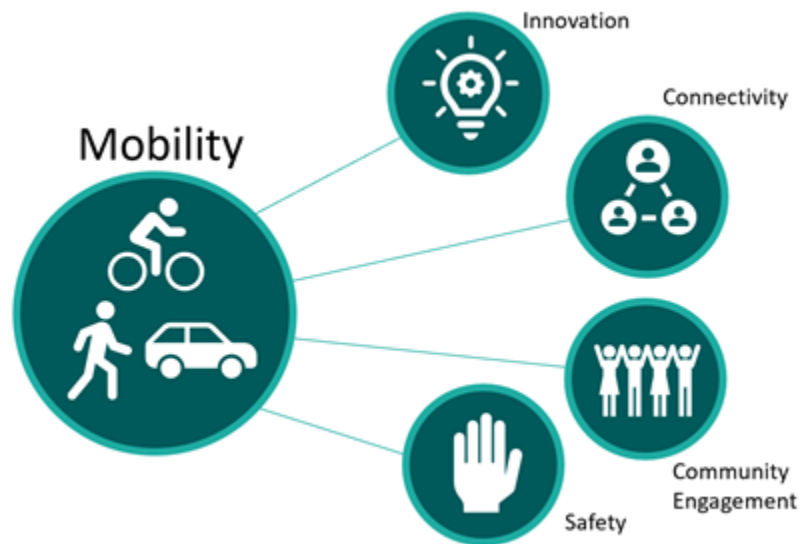 Innovation
Connectivity
Mobility
Community
Engagement
Safety